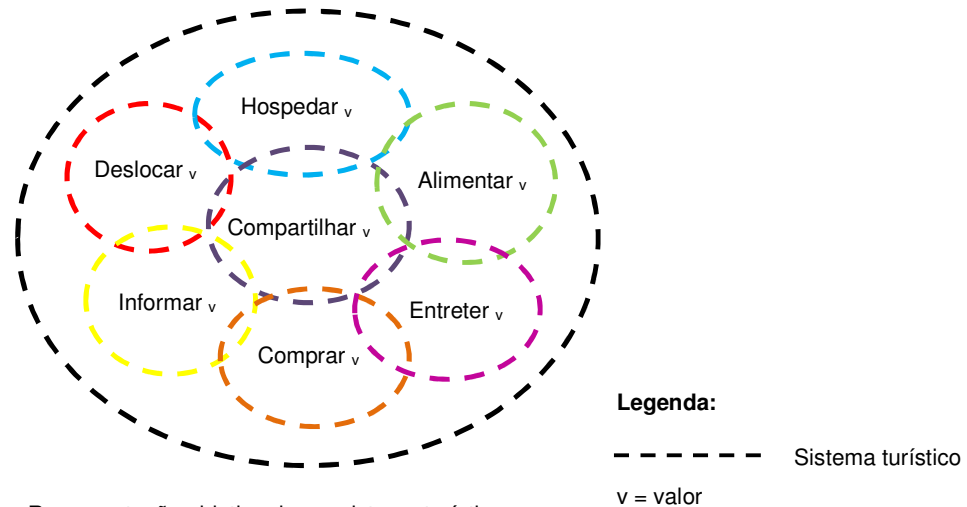 Hospedar v
Deslocar v
Alimentar v
Compartilhar v
Informar v
Entreter v
Comprar v
Legenda:
Sistema turístico
v = valor